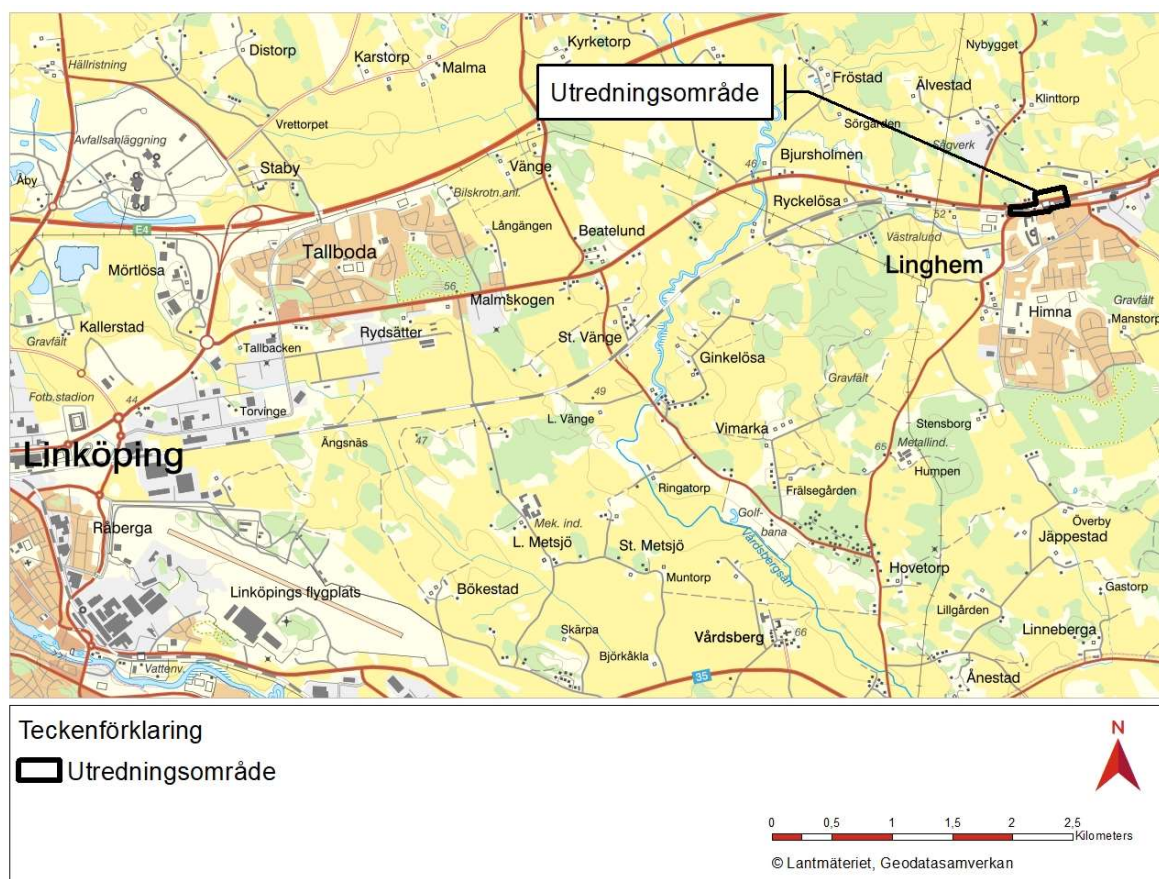 Distorp
Karstorp
Malma
Kyrketorp
Nybygget
Hällristning
Utredningsområde
Fröstad
Älvestad
Klinttorp
Vrettorpet
Sörgården
Avfallsanläggning
Sågverk
Staby
Vänge
46
Bjursholmen
Åby
Bilskrotn.anl.
Ryckelösa
52
E4
Långängen
Västralund
Tallboda
Beatelund
Mörtlösa
Linghem
56
Malmskogen
Kallerstad
Rydsätter
St. Vänge
Himna
Gravfält
Manstorp
Gravfält
Tallbacken
Ginkelösa
Gravfält
Fotb.stadion
44
49
Torvinge
L. Vänge
Stensborg
Ängsnäs
47
Vimarka
65
Metallind.
Linköping
Humpen
Ringatorp
Frälsegården
Råberga
Mek. ind.
Golf-
bana
Överby
L. Metsjö
St. Metsjö
Jäppestad
Vårdsbergsån
Muntorp
Hovetorp
Linköpings flygplats
Bökestad
Gastorp
Lillgården
Skärpa
Vårdsberg
66
Linneberga
Björkåkla
Vattenv.
35
Ånestad
Teckenförklaring
Utredningsområde
N
0 0,5 1 1,5 2 2,5
Kilometers
© Lantmäteriet, Geodatasamverkan